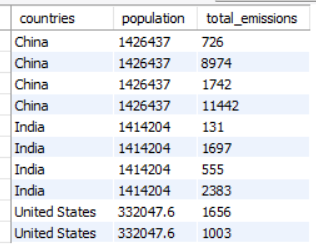 countries population total_emissions
China 1426437 726
China 1426437 8974
China 1426437 1742
China 1426437 11442
India 1414204 131
India 1414204 1697
India 1414204 555
India 1414204 2383
United States 332047.6 1656
United States 332047.6 1003